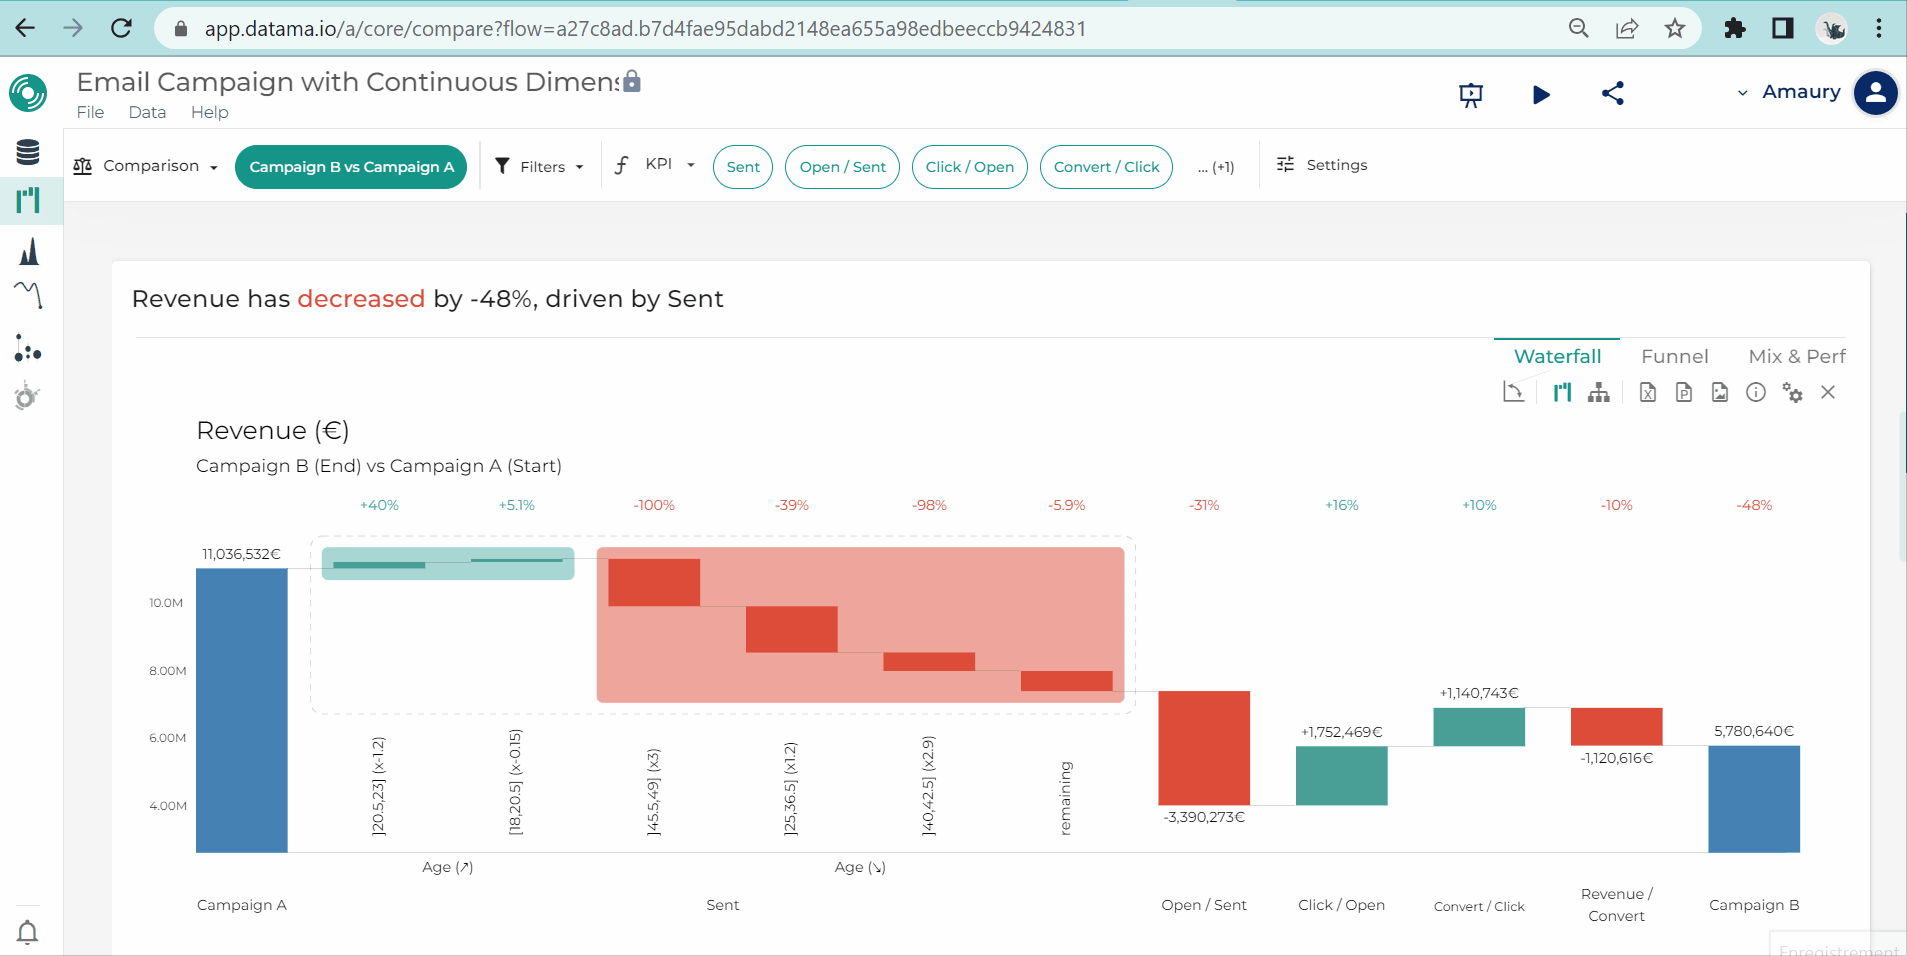 app.datama.io/a/core/compare?flow=a27c8ad.b7d4fae95dabd2148ea655a98edbeeccb9424831
Email Campaign with Continuous Dimens
File Data Help
Amaury
Comparison
Campaign B vs Campaign A
Filters
KPI
Sent
Open / Sent
Click / Open
Convert / Click
... (+1)
Settings
Revenue has decreased by -48%, driven by Sent
Waterfall Funnel Mix & Perf
Revenue (€)
Campaign B (End) vs Campaign A (Start)
+40% +5.1% -100% -39% -98% -5.9% -31% +16% +10% -10% -48%
11,036,532€
10.0M
8.00M
6.00M
4.00M
+1,140,743€
+1,752,469€
5,780,640€
-1,120,616€
-3,390,273€
]20.5,23] (x-1.2)
[18,20.5] (x-0.15)
]45.5,49] (x3)
]25,36.5] (x1.2)
]40,42.5] (x2.9)
remaining
Age (↗) Age (↘)
Campaign A
Sent
Open / Sent
Click / Open
Convert / Click
Revenue /
Convert
Campaign B
Enregistrement